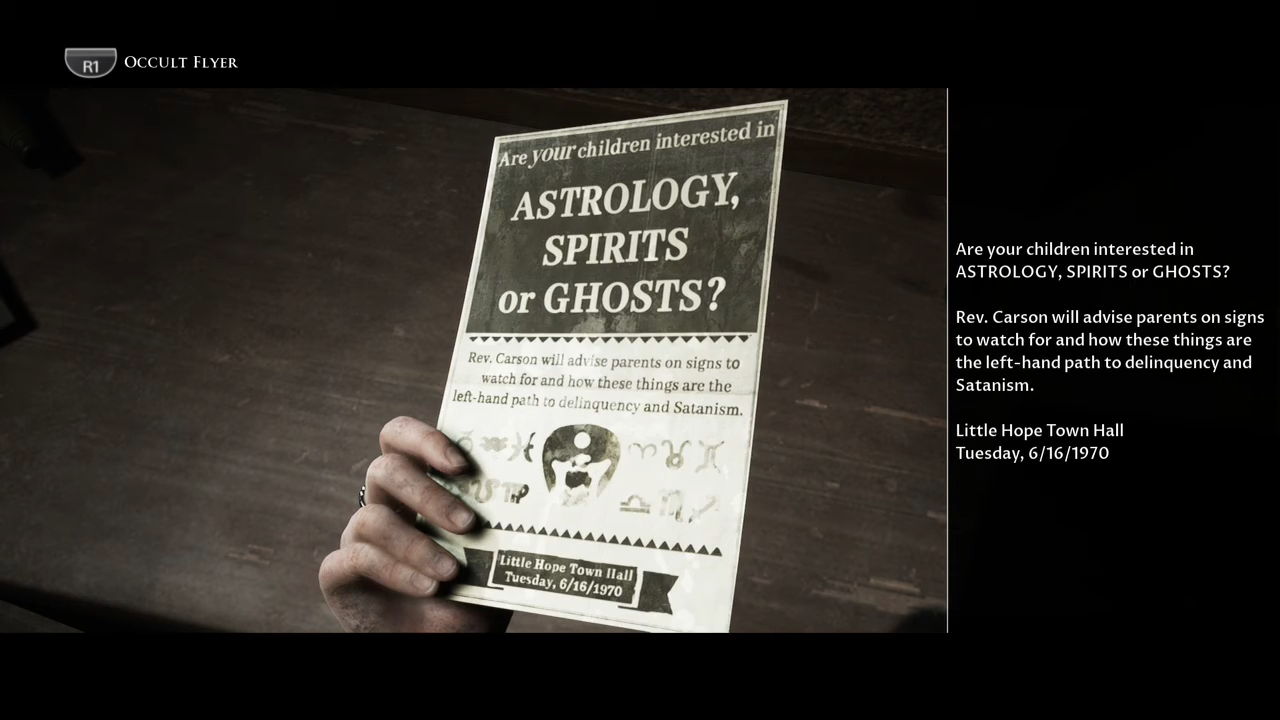 R1 OCCULT FLYER
Are your children interested in
ASTROLOGY,
SPIRITS
or GHOSTS?
Rev. Carson will advise parents on signs to
watch for and how these things are the
left-hand path to delinquency and Satanism.
Little Hope Town Hall
Tuesday, 6/16/1970
Are your children interested in
ASTROLOGY, SPIRITS or GHOSTS?
Rev. Carson will advise parents on signs
to watch for and how these things are
the left-hand path to delinquency and
Satanism.
Little Hope Town Hall
Tuesday, 6/16/1970